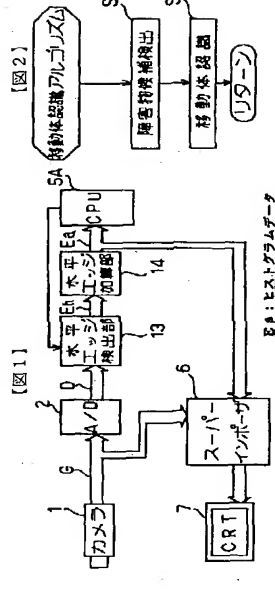 【図1】
1
カメラ
G
2
A/D
D
水平
エッジ
検出部
13
Eh
水平
エッジ
加算部
14
Ea
CPU
5A
6
スーパー
インポーザ
7
CRT
【図2】
移動体認識アルゴリズム
障害物候補検出
S
移動体認識
S
リターン
ヒストグラムデータ